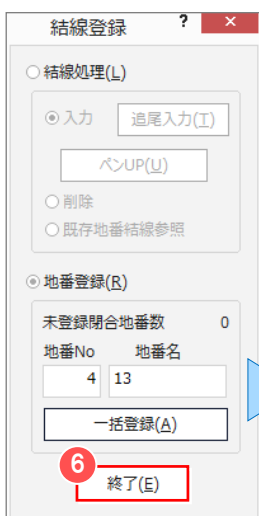 結線登録 ? ×
結線処理(L)
入力 追尾入力(T)
ペンUP(U)
削除
既存地番結線参照
地番登録(R)
未登録閉合地番数 0
地番No 地番名
4 13
一括登録(A)
6
終了(E)